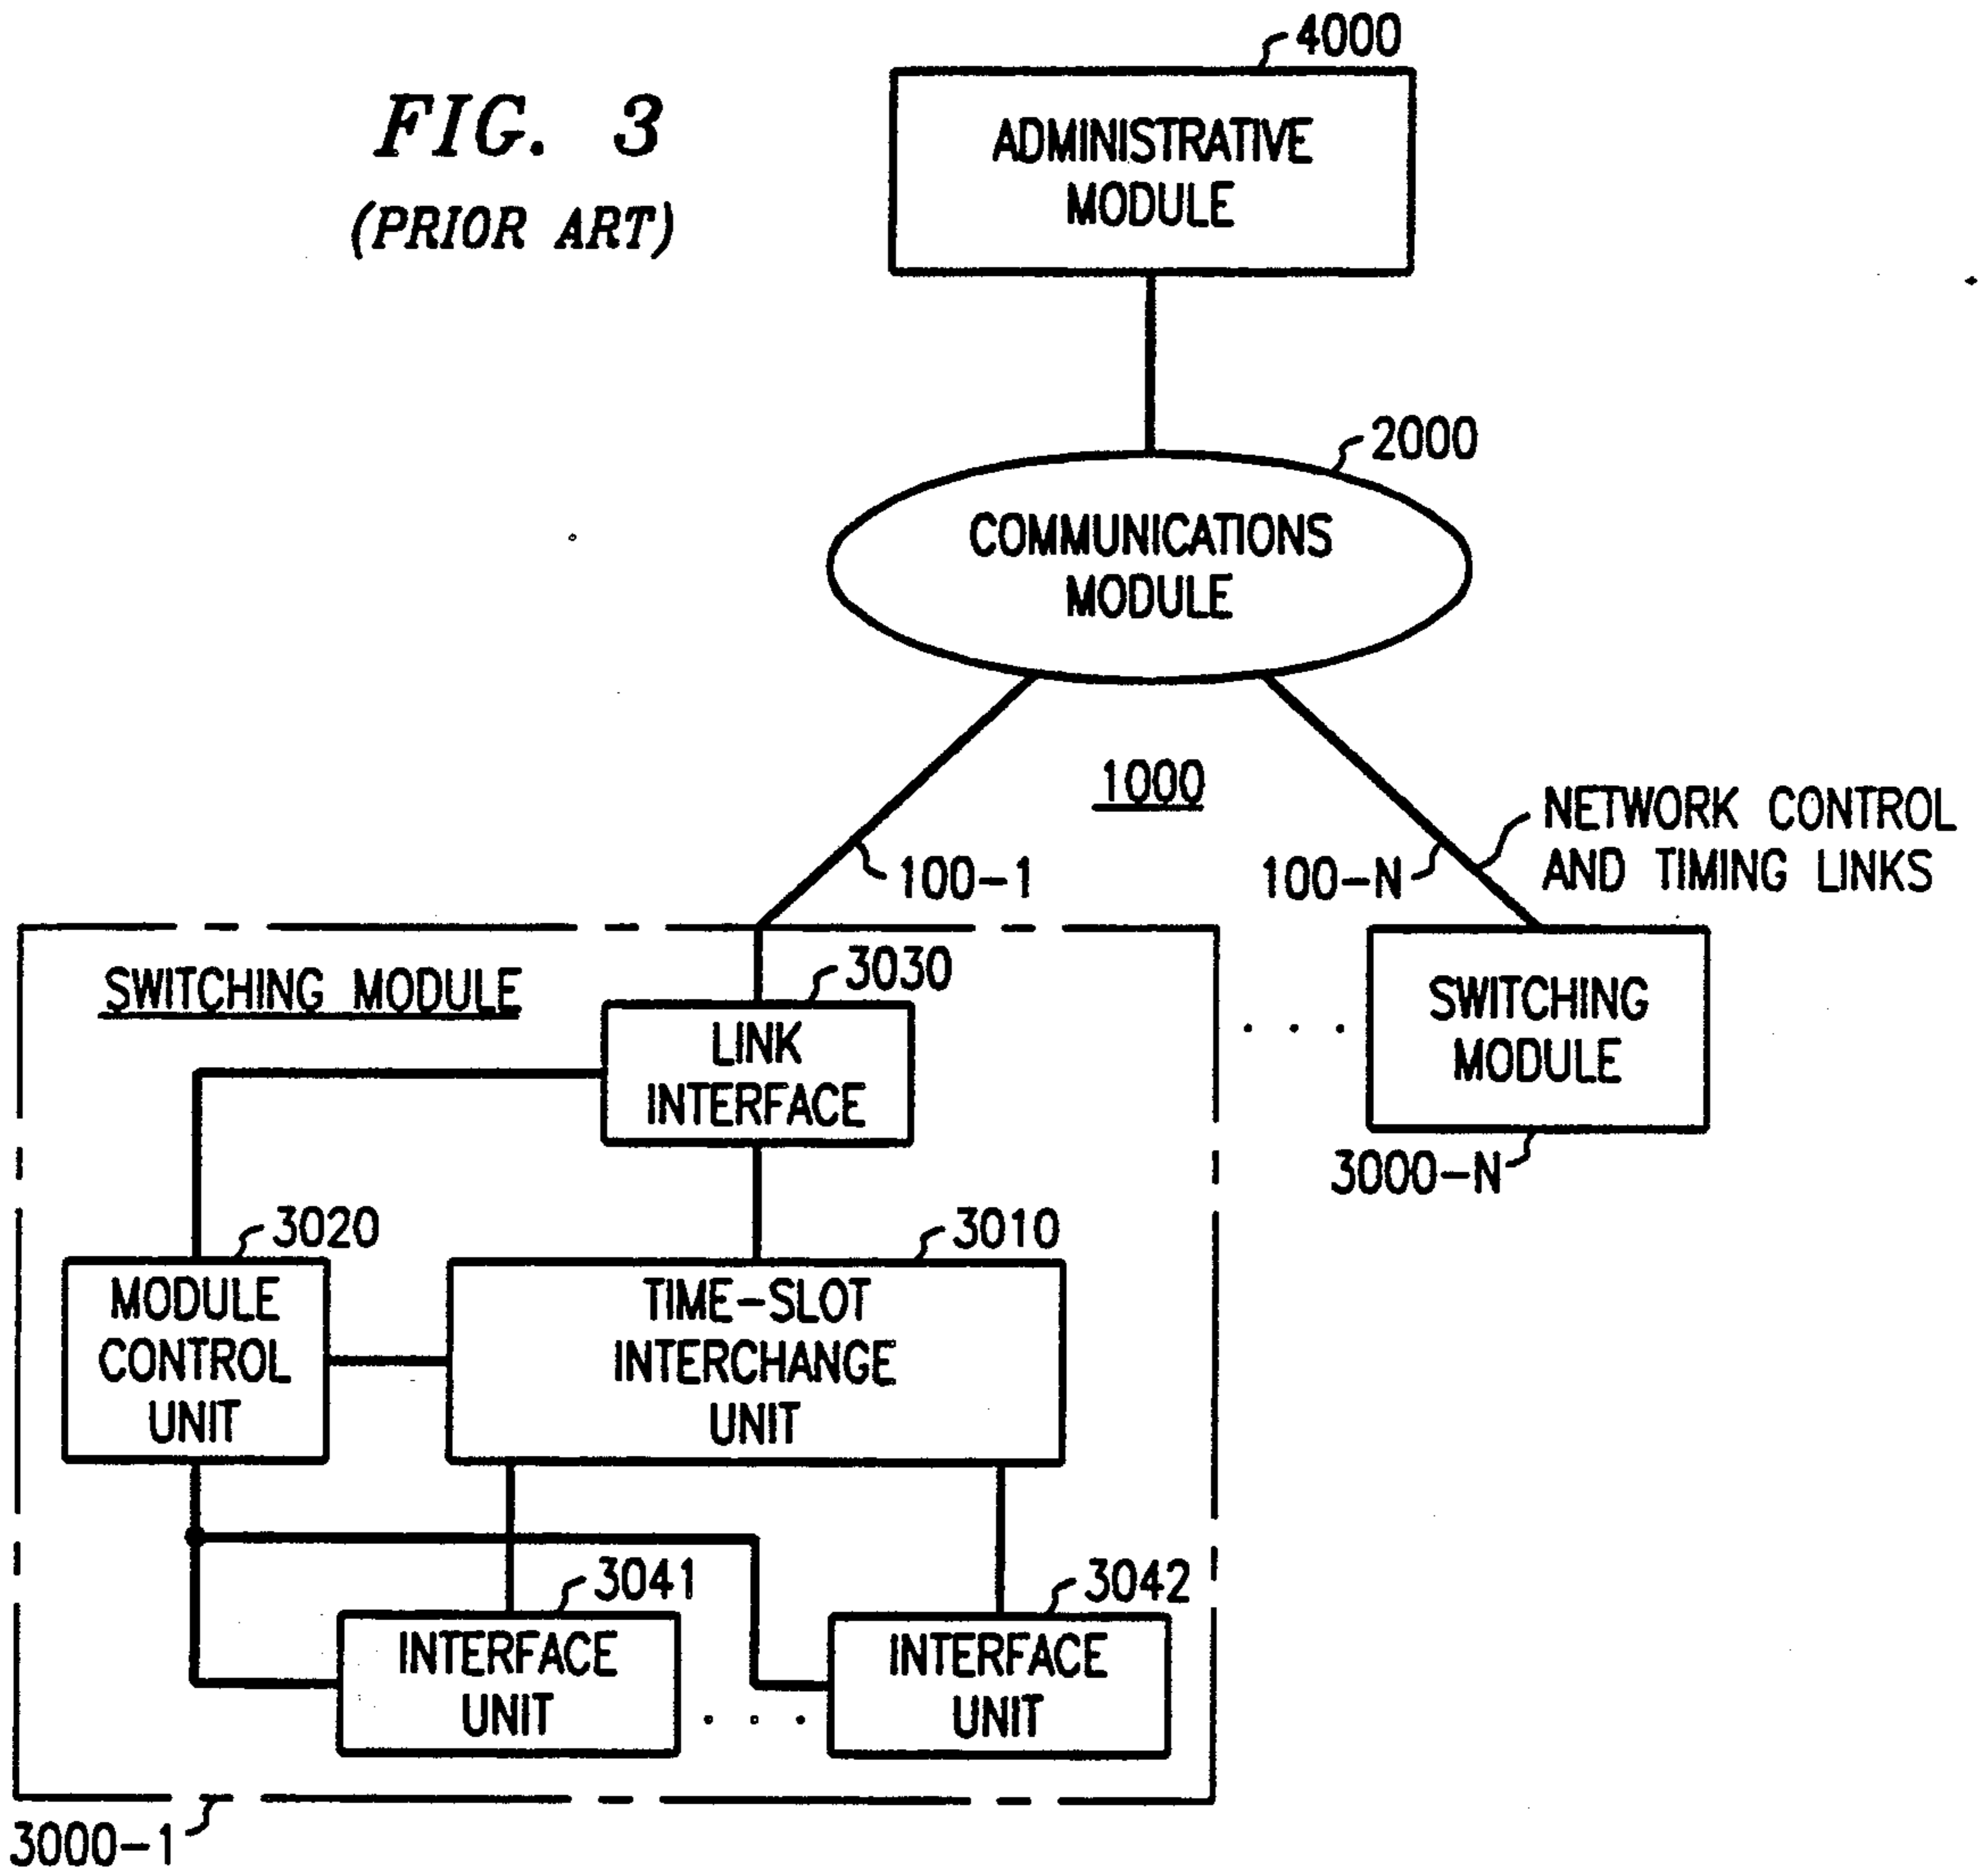 FIG. 3
(PRIOR ART)
4000
ADMINISTRATIVE
MODULE
2000
COMMUNICATIONS
MODULE
1000
100-1
100-N
NETWORK CONTROL
AND TIMING LINKS
SWITCHING MODULE
3030
LINK
INTERFACE
SWITCHING
MODULE
3000-N
3020
MODULE
CONTROL
UNIT
3010
TIME-SLOT
INTERCHANGE
UNIT
3041
INTERFACE
UNIT
. . .
3042
INTERFACE
UNIT
. . .
3000-1